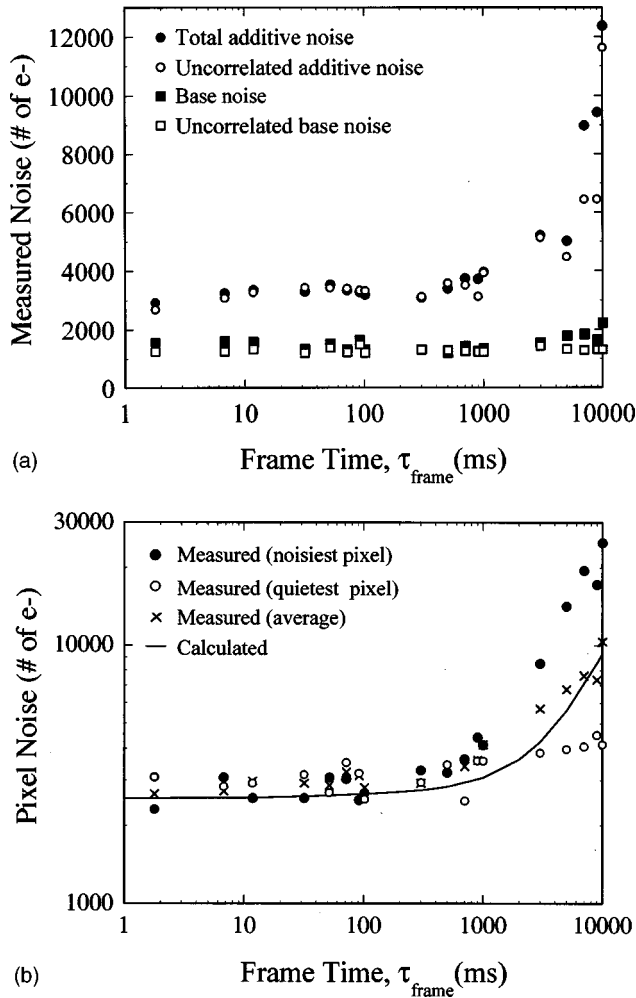 12000
10000
8000
6000
4000
2000
0
Measured Noise (# of e-)
Total additive noise
Uncorrelated additive noise
Base noise
Uncorrelated base noise
1 10 100 1000 10000
(a) Frame Time, τframe(ms)
30000
10000
1000
Pixel Noise (# of e-)
Measured (noisiest pixel)
Measured (quietest pixel)
Measured (average)
Calculated
1 10 100 1000 10000
(b) Frame Time, τframe(ms)